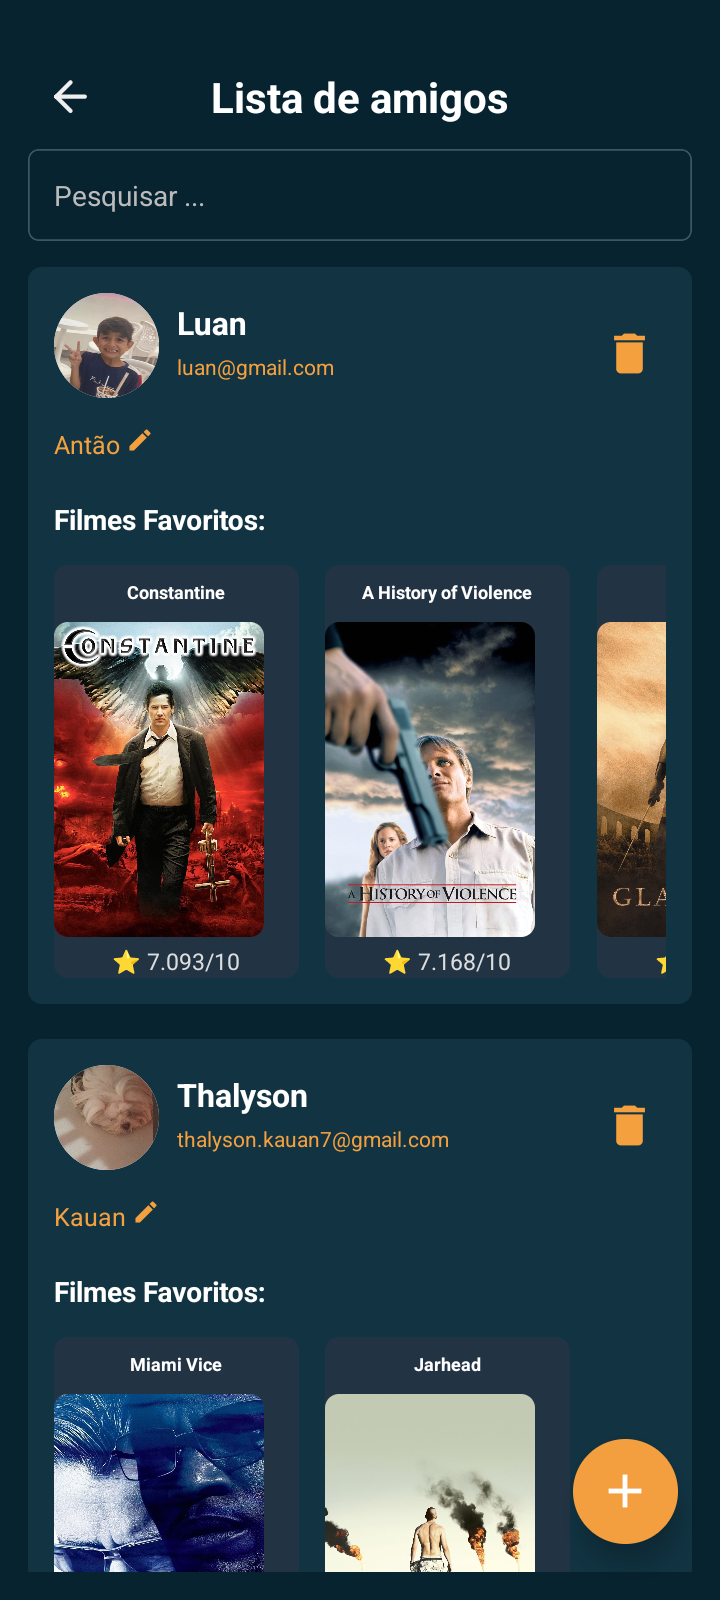 Lista de amigos
Pesquisar ...
Luan
luan@gmail.com
Antão
Filmes Favoritos:
Constantine
A History of Violence
CONSTANTINE
A HISTORY OF VIOLENCE
GLA
7.093/10
7.168/10
Thalyson
thalyson.kauan7@gmail.com
Kauan
Filmes Favoritos:
Miami Vice
Jarhead